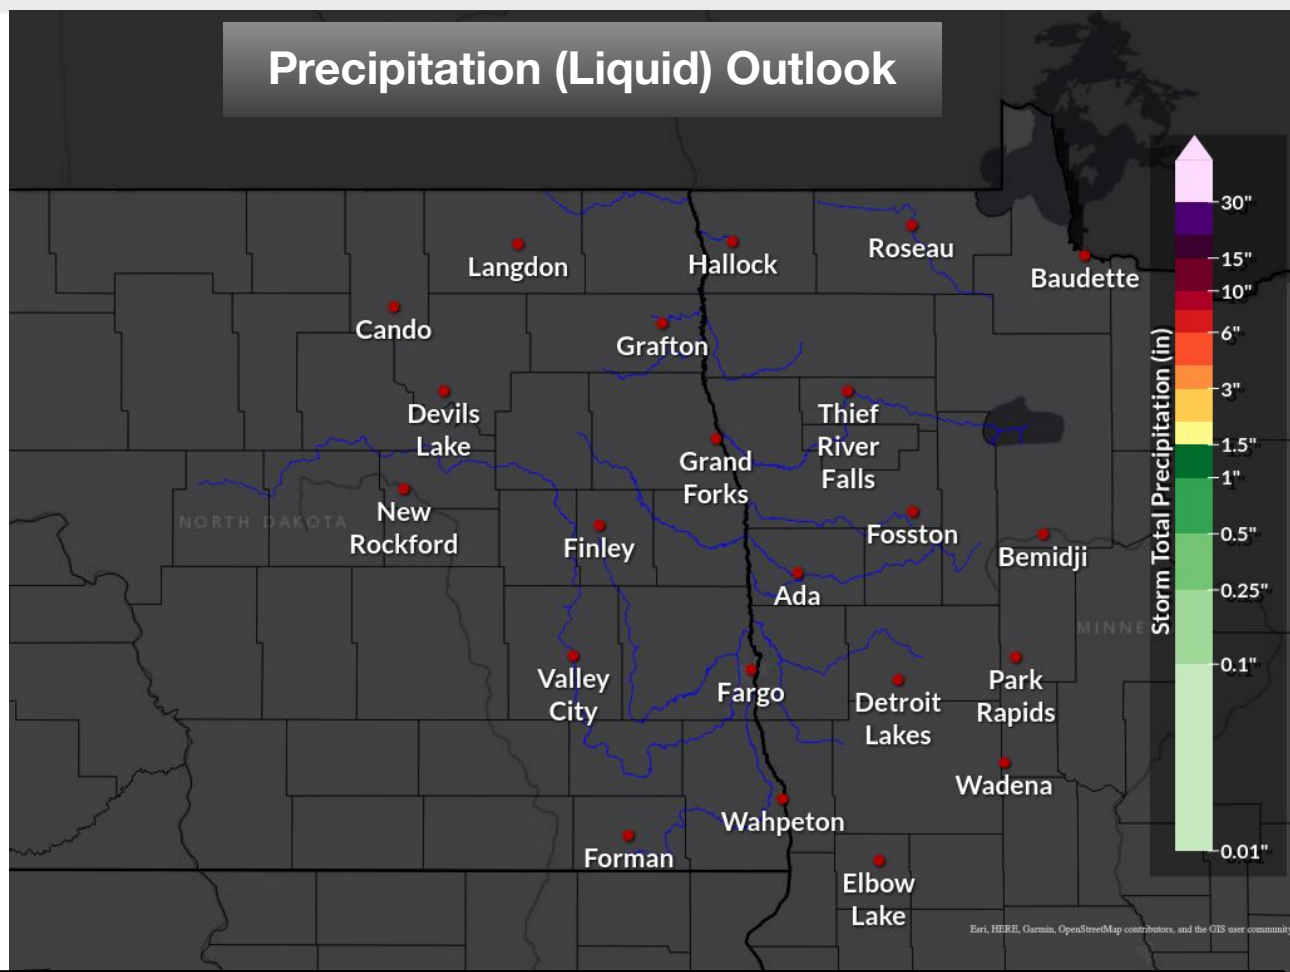 Precipitation (Liquid) Outlook
Langdon
Hallock
Roseau
Baudette
Cando
Grafton
Devils
Lake
Thief
River
Falls
Grand
Forks
New
Rockford
NORTH DAKOTA
Finley
Fosston
Bemidji
Ada
MINNE
Valley
City
Fargo
Detroit
Lakes
Park
Rapids
Wadena
Wahpeton
Forman
Elbow
Lake
Storm Total Precipitation (in)
30"
15"
10"
6"
3"
1.5"
1"
0.5"
0.25"
0.1"
0.01"
Esri, HERE, Garmin, OpenStreetMap contributors, and the GIS user community